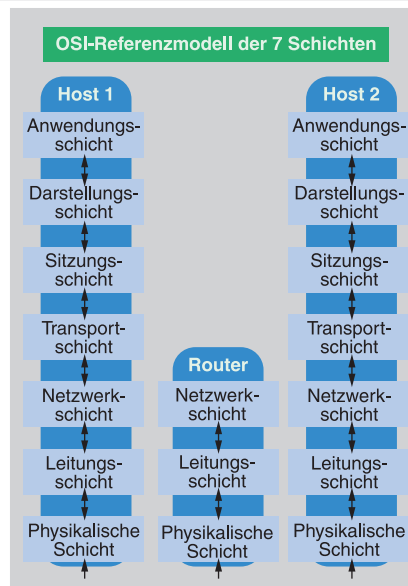 OSI-Referenzmodell der 7 Schichten
Host 1
Anwendungs-
schicht
Darstellungs-
schicht
Sitzungs-
schicht
Transport-
schicht
Netzwerk-
schicht
Leitungs-
schicht
Physikalische
Schicht
Router
Netzwerk-
schicht
Leitungs-
schicht
Physikalische
Schicht
Host 2
Anwendungs-
schicht
Darstellungs-
schicht
Sitzungs-
schicht
Transport-
schicht
Netzwerk-
schicht
Leitungs-
schicht
Physikalische
Schicht